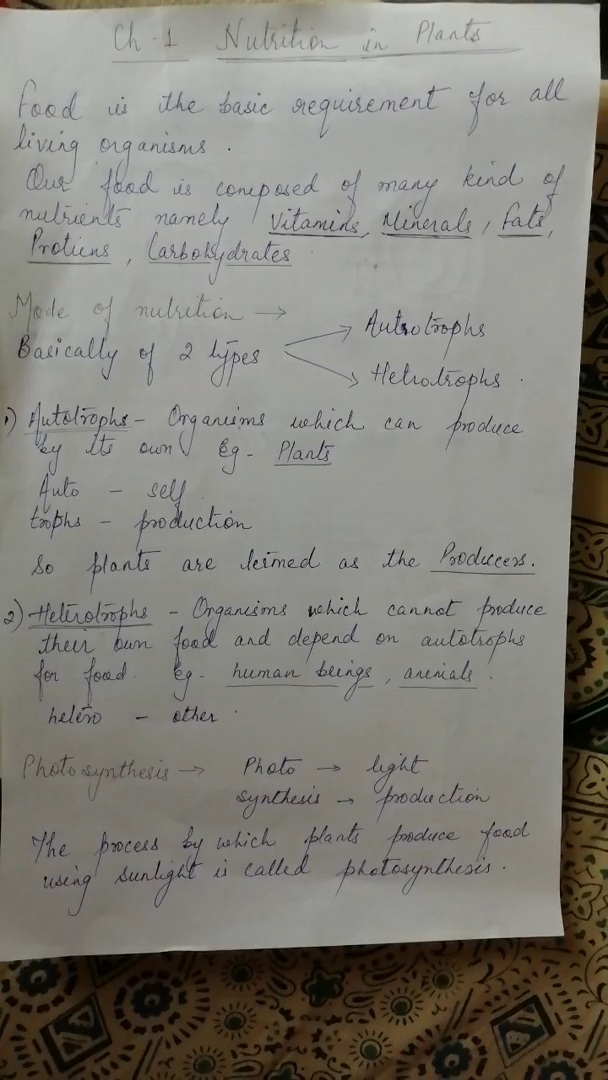 Ch-1 Nutrition in Plants
Food is the basic requirement for all
living organisms.
Our food is composed of many kind of
nutrients namely Vitamins, Minerals, Fats,
Protiens, Carbohydrates
Mode of nutrition →
Basically of 2 types
Autotrophs
Hetrotrophs.
1) Autotrophs - Organisms which can produce
by its own Eg - Plants
Auto - self
trophs - production
So plants are termed as the Producers.
2) Heterotrophs - Organisms which cannot produce
their own food and depend on autotrophs
for food. Eg - human beings, animals.
hetero - other
Photosynthesis → Photo → light
synthesis → production
The process by which plants produce food
using sunlight is called photosynthesis.